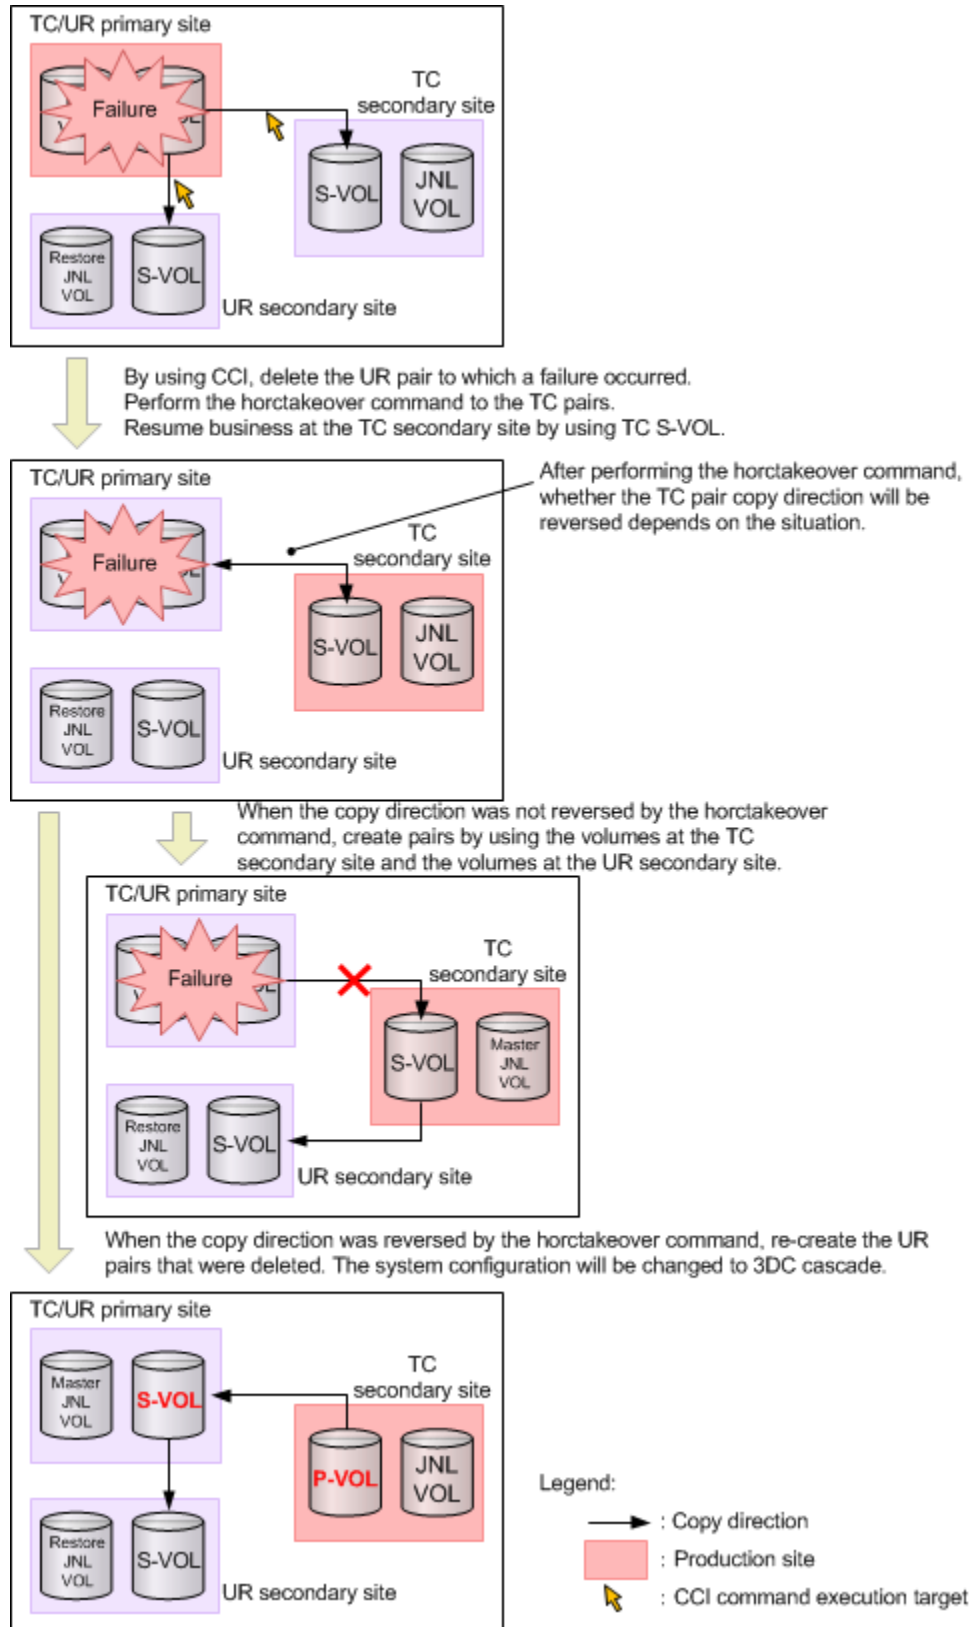 TC/UR primary site
Failure
TC
secondary site
S-VOL
JNL
VOL
Restore
JNL
VOL
S-VOL
UR secondary site
By using CCI, delete the UR pair to which a failure occurred.
Perform the horctakeover command to the TC pairs.
Resume business at the TC secondary site by using TC S-VOL.
TC/UR primary site
After performing the horctakeover command,
whether the TC pair copy direction will be
reversed depends on the situation.
Failure
TC
secondary site
S-VOL
JNL
VOL
Restore
JNL
VOL
S-VOL
UR secondary site
When the copy direction was not reversed by the horctakeover
command, create pairs by using the volumes at the TC
secondary site and the volumes at the UR secondary site.
TC/UR primary site
Failure
TC
secondary site
S-VOL
Master
JNL
VOL
Restore
JNL
VOL
S-VOL
UR secondary site
When the copy direction was reversed by the horctakeover command, re-create the UR
pairs that were deleted. The system configuration will be changed to 3DC cascade.
TC/UR primary site
Master
JNL
VOL
S-VOL
TC
secondary site
P-VOL
JNL
VOL
Restore
JNL
VOL
S-VOL
UR secondary site
Legend:
: Copy direction
: Production site
: CCI command execution target